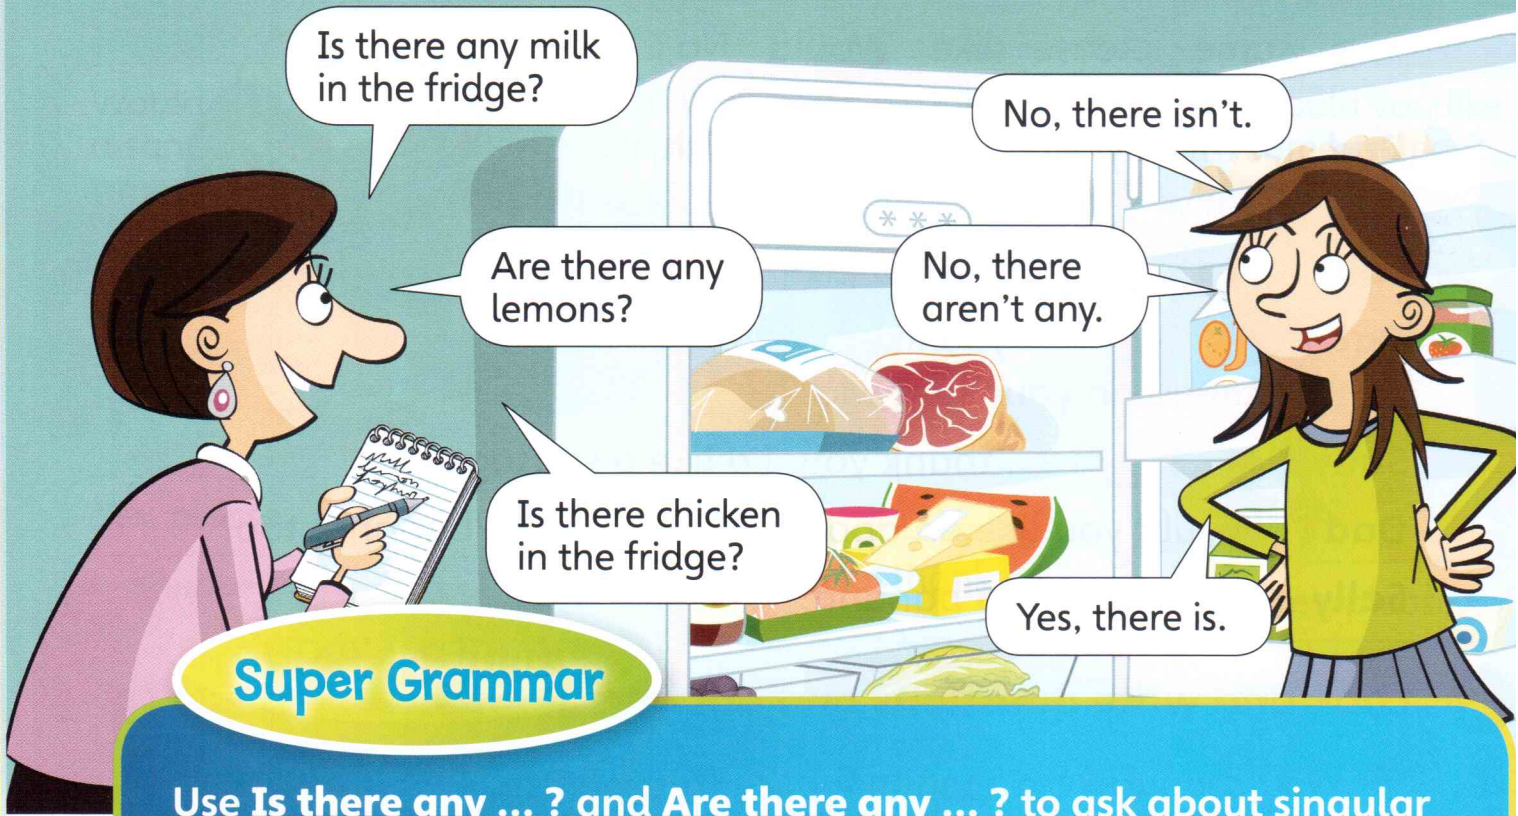 Is there any milk
in the fridge?
No, there isn't.
Are there any
lemons?
No, there
aren't any.
Is there chicken
in the fridge?
Yes, there is.
Super Grammar
Use Is there any ... ? and Are there any ... ? to ask about singular